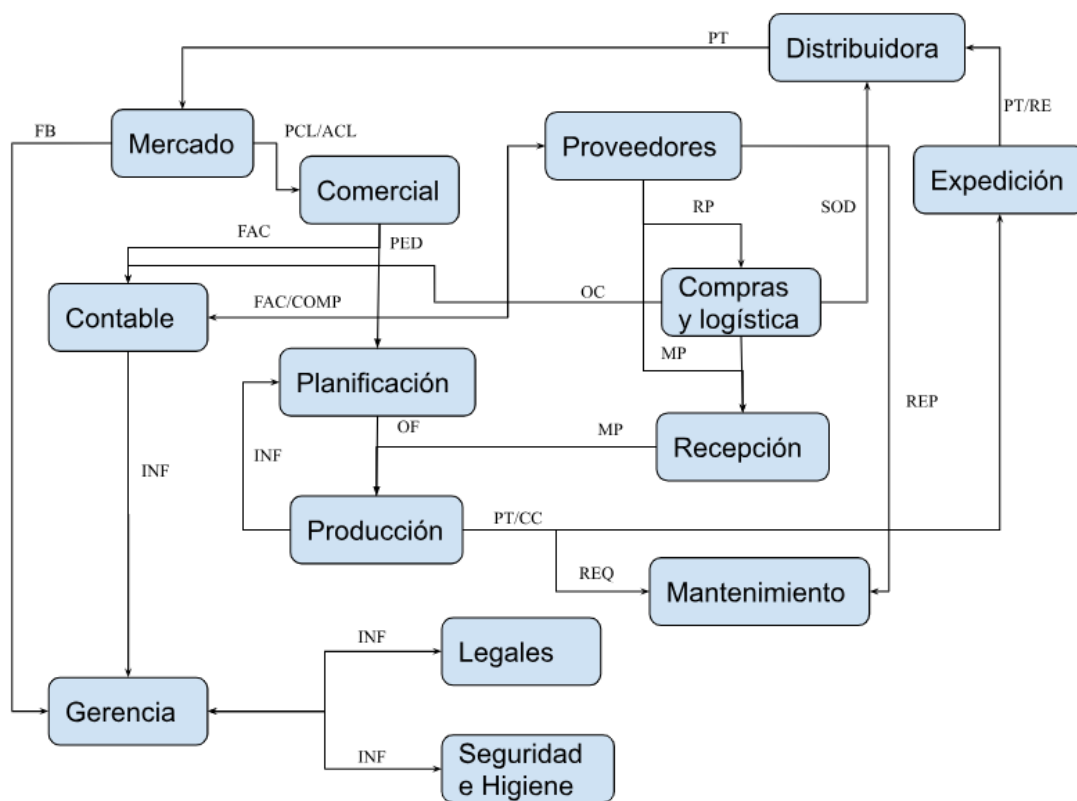 PT
Distribuidora
PT/RE
FB
Mercado
PCL/ACL
Proveedores
Comercial
Expedición
RP
SOD
FAC
PED
Contable
FAC/COMP
OC
Compras
y logística
Planificación
MP
REP
OF
MP
Recepción
INF
INF
Producción
PT/CC
REQ
Mantenimiento
INF
Legales
Gerencia
INF
Seguridad
e Higiene